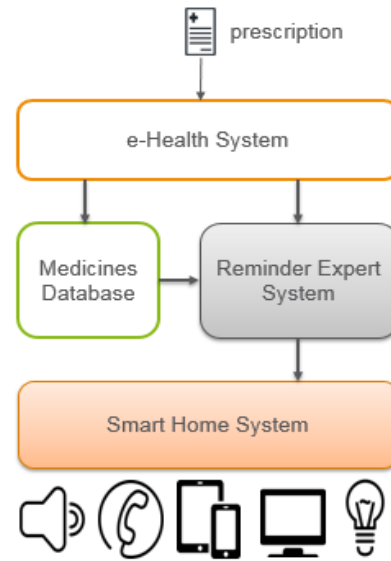 prescription
e-Health System
Medicines
Database
Reminder Expert
System
Smart Home System